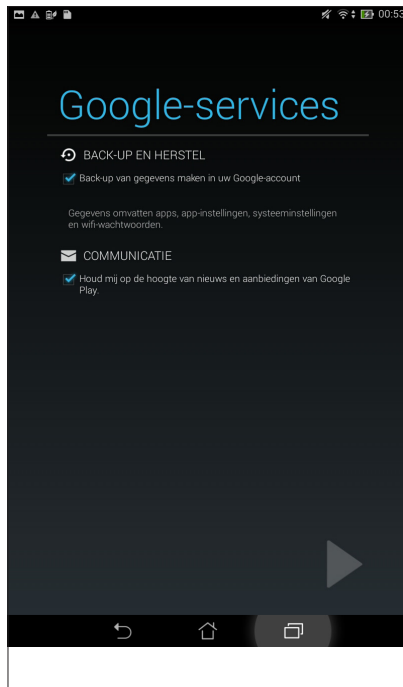 00:53
Google-services
BACK-UP EN HERSTEL
Back-up van gegevens maken in uw Google-account
Gegevens omvatten apps, app-instellingen, systeeminstellingen
en wifi-wachtwoorden.
COMMUNICATIE
Houd mij op de hoogte van nieuws en aanbiedingen van Google
Play.